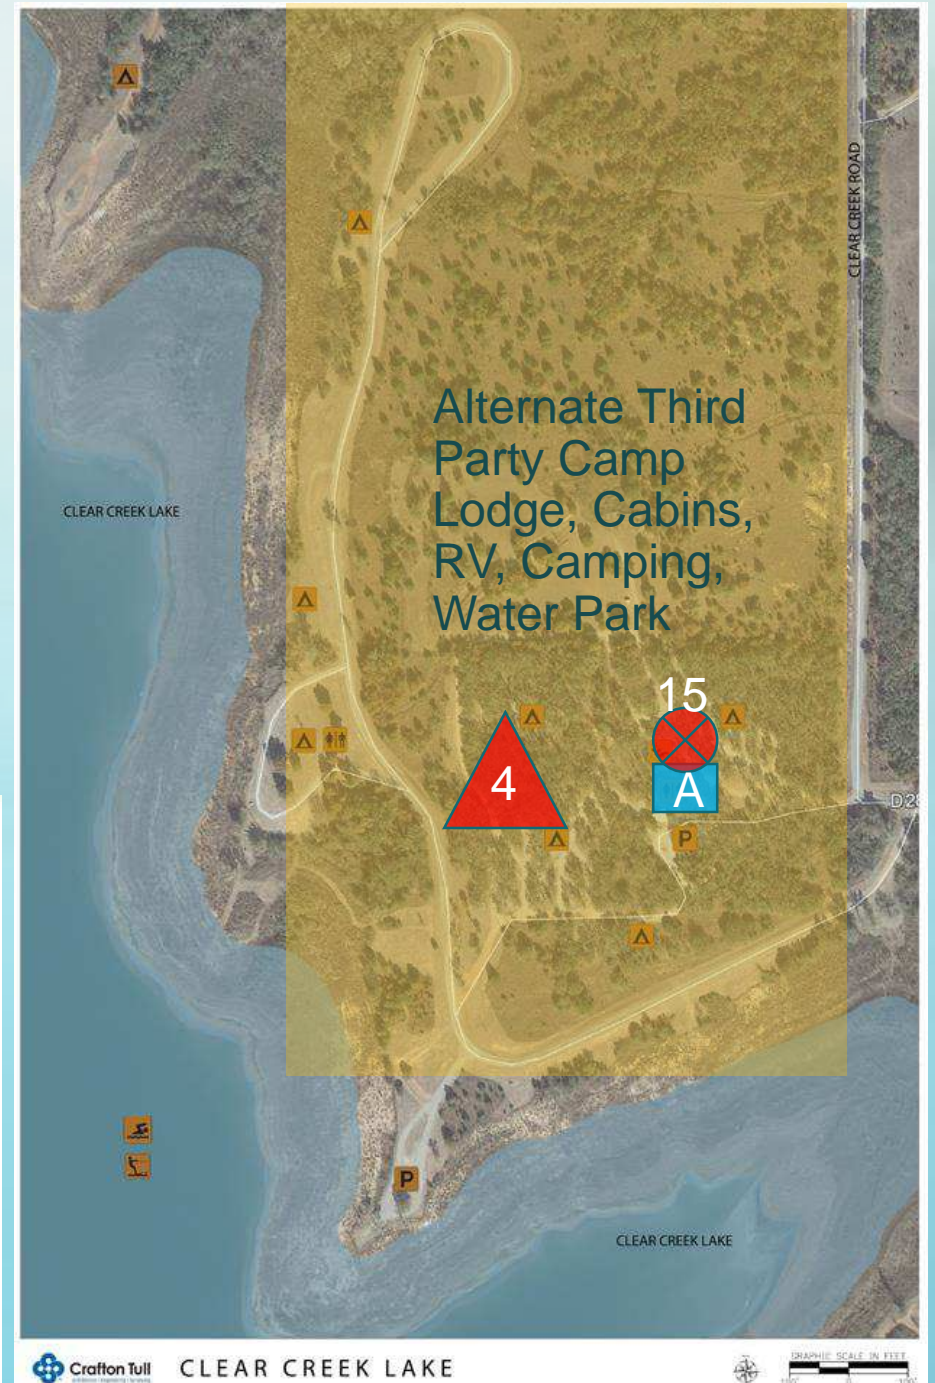 CLEAR CREEK ROAD
Alternate Third
Party Camp
Lodge, Cabins,
RV, Camping,
Water Park
CLEAR CREEK LAKE
15
4
A
P
P
CLEAR CREEK LAKE
Crafton Tull
CLEAR CREEK LAKE
GRAPHIC SCALE IN FEET
0